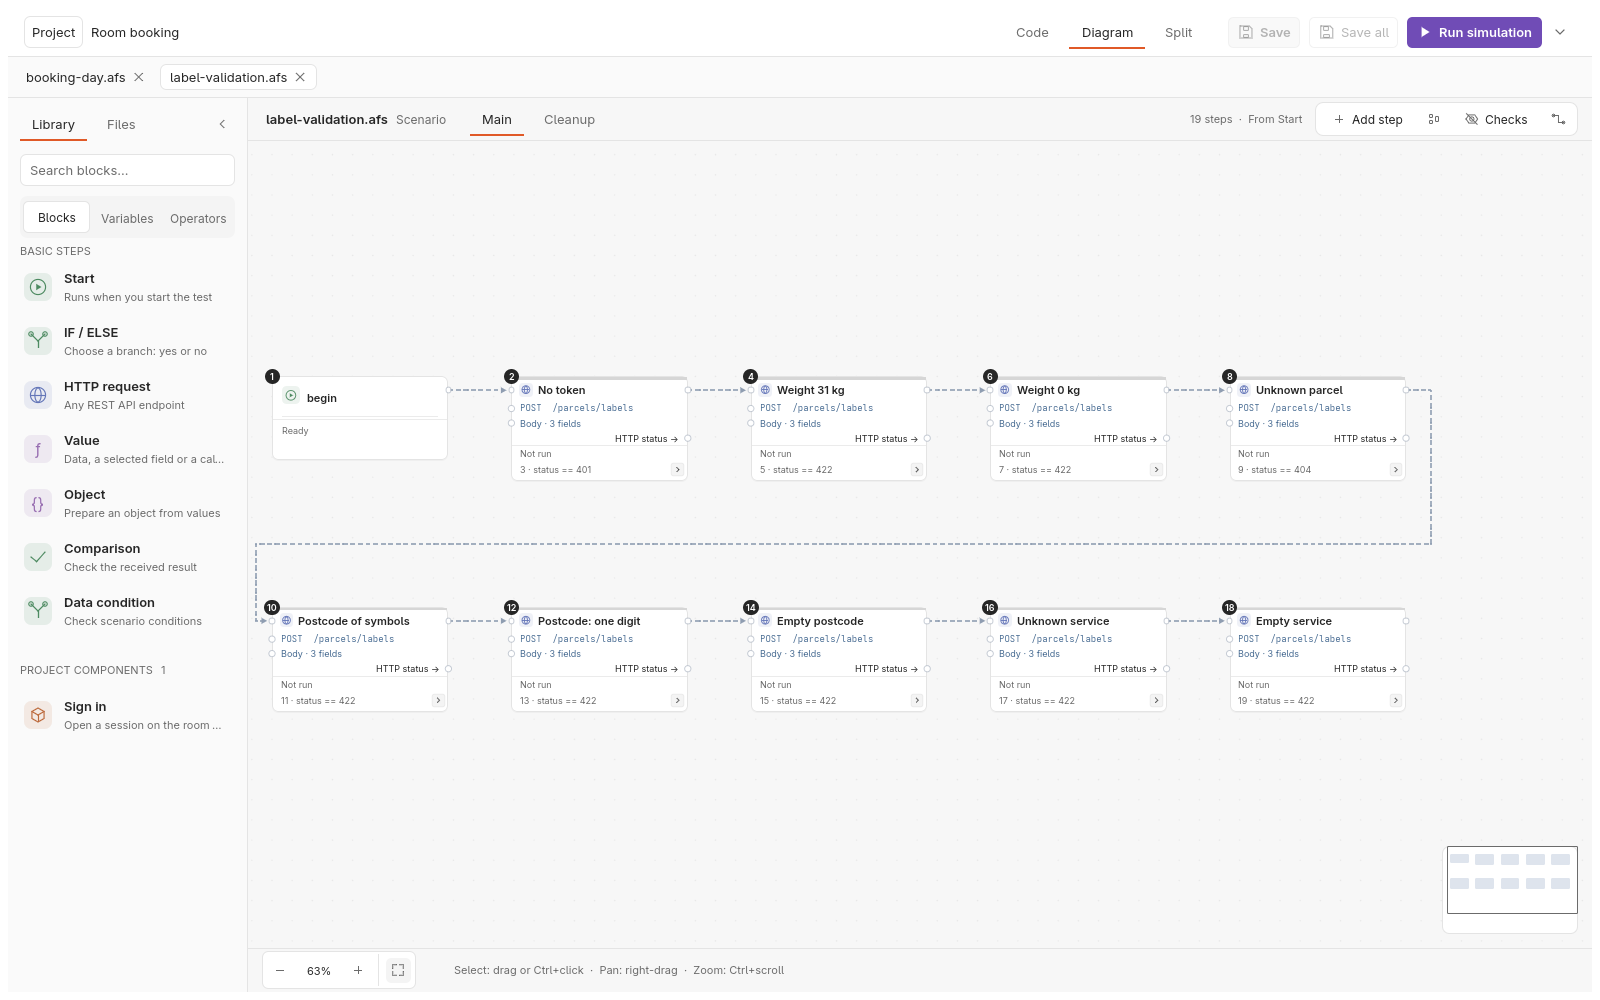 Project Room booking Code Diagram Split Save Save all Run simulation
booking-day.afs label-validation.afs
Library Files
label-validation.afs Scenario Main Cleanup 19 steps · From Start Add step Checks
Search blocks...
Blocks Variables Operators
BASIC STEPS
Start
Runs when you start the test
IF / ELSE
Choose a branch: yes or no
HTTP request
Any REST API endpoint
Value
Data, a selected field or a cal...
Object
Prepare an object from values
Comparison
Check the received result
Data condition
Check scenario conditions
PROJECT COMPONENTS 1
Sign in
Open a session on the room ...
1
begin
Ready
2
No token
POST /parcels/labels
Body · 3 fields
HTTP status →
Not run
3 · status == 401
4
Weight 31 kg
POST /parcels/labels
Body · 3 fields
HTTP status →
Not run
5 · status == 422
6
Weight 0 kg
POST /parcels/labels
Body · 3 fields
HTTP status →
Not run
7 · status == 422
8
Unknown parcel
POST /parcels/labels
Body · 3 fields
HTTP status →
Not run
9 · status == 404
10
Postcode of symbols
POST /parcels/labels
Body · 3 fields
HTTP status →
Not run
11 · status == 422
12
Postcode: one digit
POST /parcels/labels
Body · 3 fields
HTTP status →
Not run
13 · status == 422
14
Empty postcode
POST /parcels/labels
Body · 3 fields
HTTP status →
Not run
15 · status == 422
16
Unknown service
POST /parcels/labels
Body · 3 fields
HTTP status →
Not run
17 · status == 422
18
Empty service
POST /parcels/labels
Body · 3 fields
HTTP status →
Not run
19 · status == 422
63% Select: drag or Ctrl+click · Pan: right-drag · Zoom: Ctrl+scroll